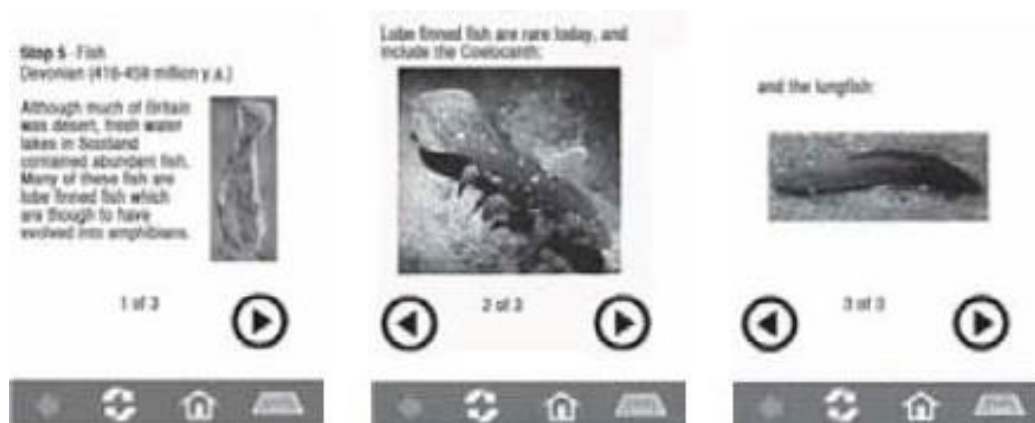 Stop 5 - Fish
Devonian (416-459 million y.a.)
Although much of Britain
was desert, fresh water
lakes in Scotland
contained abundant fish.
Many of these fish are
lobe finned fish which
are though to have
evolved into amphibians.
1 of 3
Lobe finned fish are rare today, and
include the Coelocanth:
2 of 3
and the lungfish:
3 of 3